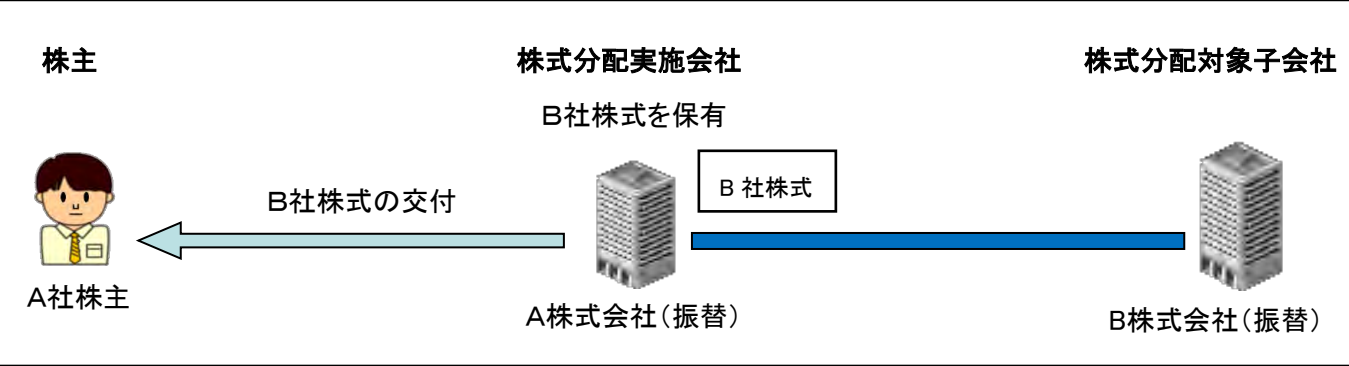 株主
株式分配実施会社
株式分配対象子会社
B社株式を保有
B 社株式
B社株式の交付
A社株主
A株式会社（振替）
B株式会社（振替）